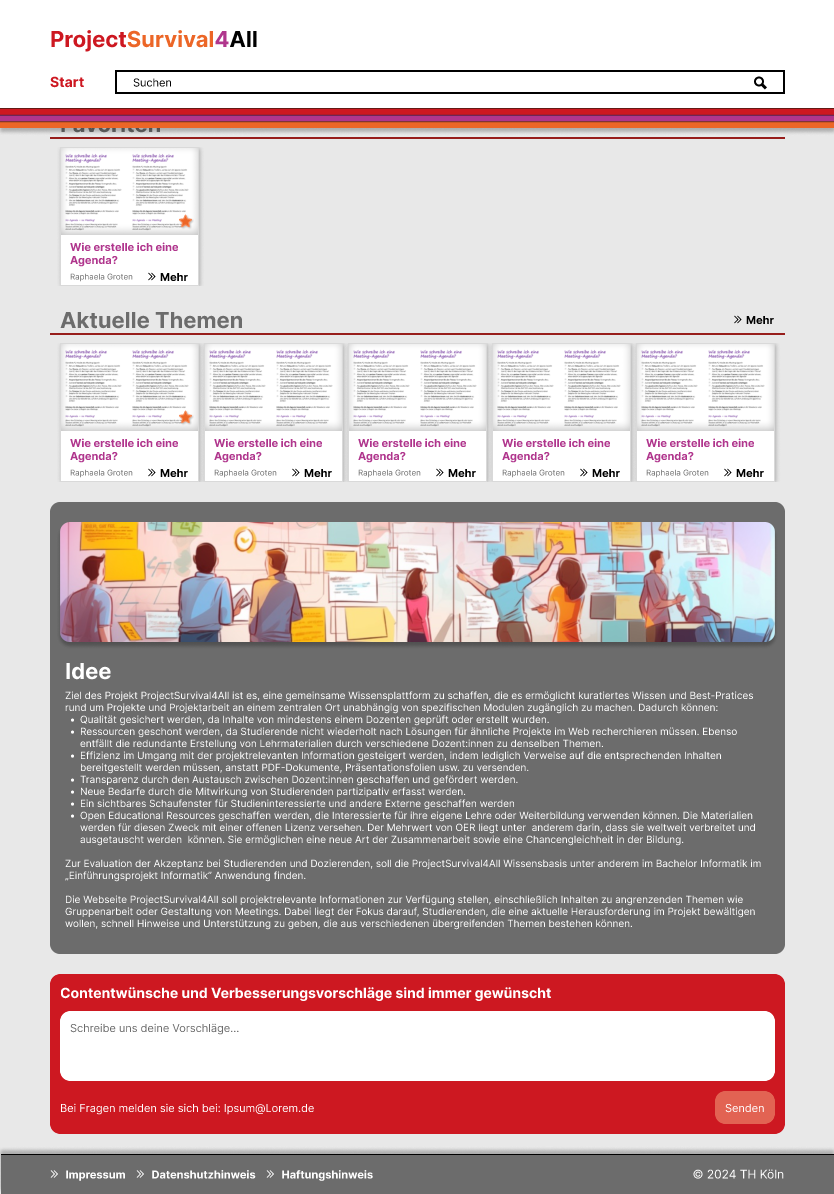 ProjectSurvival4All
Start
Suchen
Favoriten
Wie schreibe ich eine Meeting-Agenda?
Wie schreibe ich eine Meeting-Agenda?
Wie erstelle ich eine
Agenda?
Raphaela Groten
Mehr
Aktuelle Themen
Mehr
Wie erstelle ich eine
Agenda?
Raphaela Groten
Mehr
Wie erstelle ich eine
Agenda?
Raphaela Groten
Mehr
Wie erstelle ich eine
Agenda?
Raphaela Groten
Mehr
Wie erstelle ich eine
Agenda?
Raphaela Groten
Mehr
Wie erstelle ich eine
Agenda?
Raphaela Groten
Mehr
Idee
Ziel des Projekt ProjectSurvival4All ist es, eine gemeinsame Wissensplattform zu schaffen, die es ermöglicht kuratiertes Wissen und Best-Pratices
rund um Projekte und Projektarbeit an einem zentralen Ort unabhängig von spezifischen Modulen zugänglich zu machen. Dadurch können:
• Qualität gesichert werden, da Inhalte von mindestens einem Dozenten geprüft oder erstellt wurden.
• Ressourcen geschont werden, da Studierende nicht wiederholt nach Lösungen für ähnliche Projekte im Web recherchieren müssen. Ebenso
entfällt die redundante Erstellung von Lehrmaterialien durch verschiedene Dozent:innen zu denselben Themen.
• Effizienz im Umgang mit der projektrelevanten Information gesteigert werden, indem lediglich Verweise auf die entsprechenden Inhalten
bereitgestellt werden müssen, anstatt PDF-Dokumente, Präsentationsfolien usw. zu versenden.
• Transparenz durch den Austausch zwischen Dozent:innen geschaffen und gefördert werden.
• Neue Bedarfe durch die Mitwirkung von Studierenden partizipativ erfasst werden.
• Ein sichtbares Schaufenster für Studieninteressierte und andere Externe geschaffen werden
• Open Educational Resources geschaffen werden, die Interessierte für ihre eigene Lehre oder Weiterbildung verwenden können. Die Materialien
werden für diesen Zweck mit einer offenen Lizenz versehen. Der Mehrwert von OER liegt unter anderem darin, dass sie weltweit verbreitet und
ausgetauscht werden können. Sie ermöglichen eine neue Art der Zusammenarbeit sowie eine Chancengleichheit in der Bildung.
Zur Evaluation der Akzeptanz bei Studierenden und Dozierenden, soll die ProjectSurvival4All Wissensbasis unter anderem im Bachelor Informatik im
„Einführungsprojekt Informatik“ Anwendung finden.
Die Webseite ProjectSurvival4All soll projektrelevante Informationen zur Verfügung stellen, einschließlich Inhalten zu angrenzenden Themen wie
Gruppenarbeit oder Gestaltung von Meetings. Dabei liegt der Fokus darauf, Studierenden, die eine aktuelle Herausforderung im Projekt bewältigen
wollen, schnell Hinweise und Unterstützung zu geben, die aus verschiedenen übergreifenden Themen bestehen können.
Contentwünsche und Verbesserungsvorschläge sind immer gewünscht
Schreibe uns deine Vorschläge...
Bei Fragen melden sie sich bei: Ipsum@Lorem.de
Senden
Impressum
Datenshutzhinweis
Haftungshinweis
© 2024 TH Köln